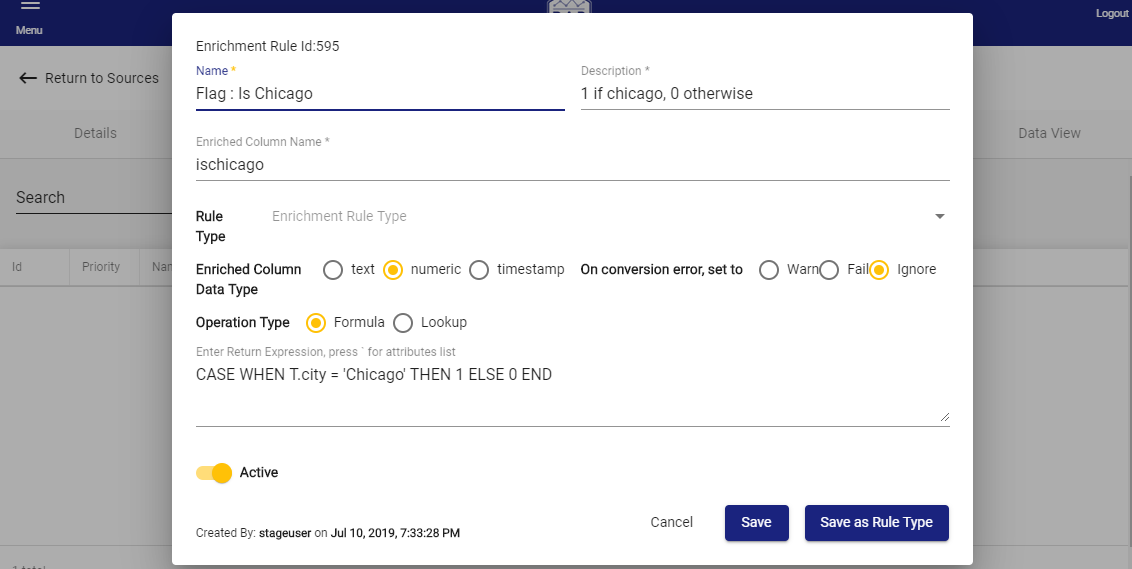 Menu
Logout
Return to Sources
Details
Data View
Search
Id
Priority
Enrichment Rule Id:595
Name *
Description *
Flag : Is Chicago
1 if chicago, 0 otherwise
Enriched Column Name *
ischicago
Rule Type
Enrichment Rule Type
Enriched Column Data Type
text
numeric
timestamp
On conversion error, set to
Warn
Fail
Ignore
Operation Type
Formula
Lookup
Enter Return Expression, press ` for attributes list
CASE WHEN T.city = 'Chicago' THEN 1 ELSE 0 END
Active
Created By: stageuser on Jul 10, 2019, 7:33:28 PM
Cancel
Save
Save as Rule Type